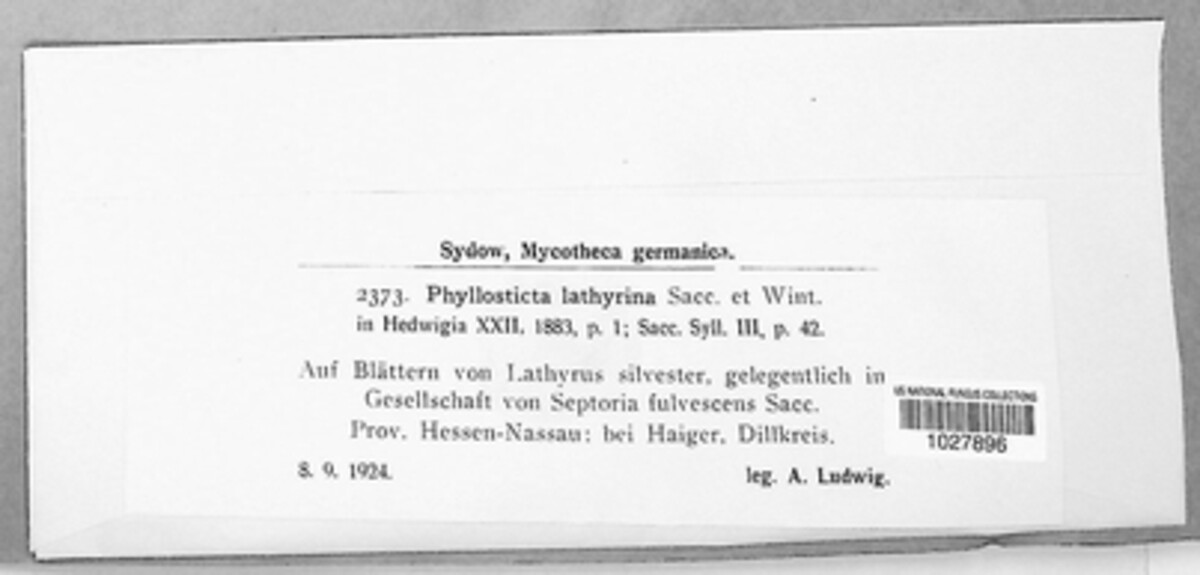 Sydow, Mycotheca germanica.
2373. Phyllosticta lathyrina Sacc. et Wint.
in Hedwigia XXII, 1883, p. 1; Sacc. Syll. III, p. 42.
Auf Blättern von Lathyrus silvester, gelegentlich in
Gesellschaft von Septoria fulvescens Sacc.
Prov. Hessen-Nassau: bei Haiger, Dillkreis.
8. 9. 1924. leg. A. Ludwig.
US NATIONAL FUNGUS COLLECTIONS
1027896